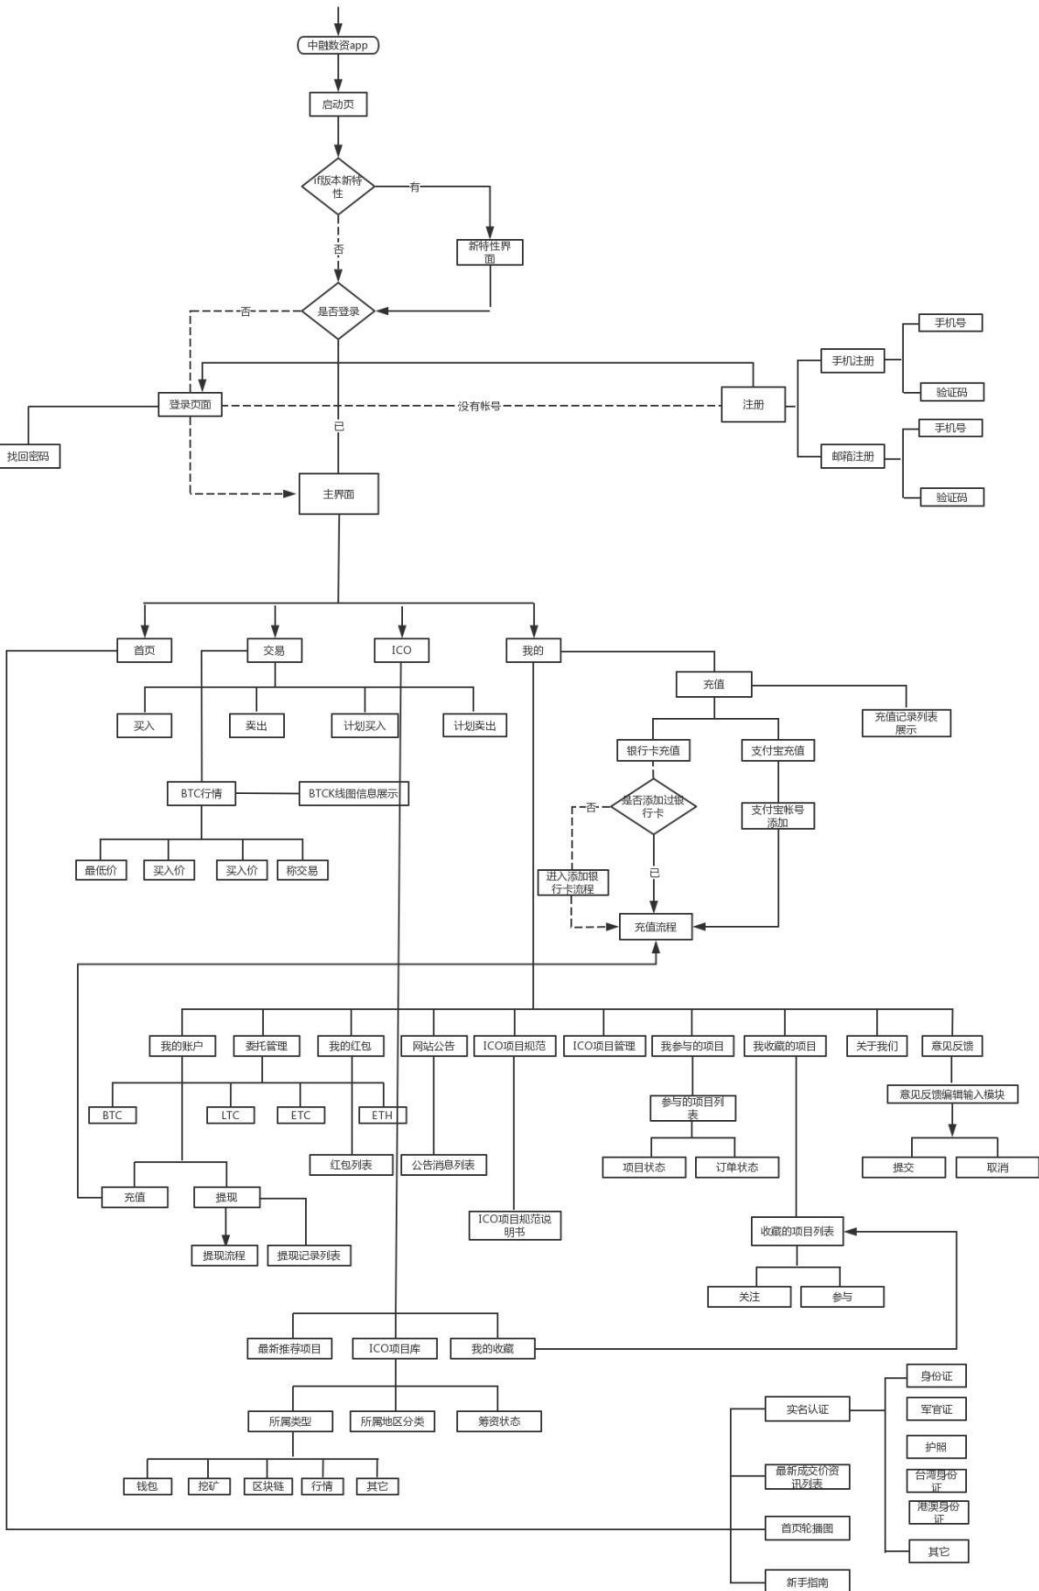 中融数资app
启动页
if版本新特
性
有
否
新特性界
面
是否登录
否
手机号
手机注册
验证码
登录页面
没有帐号
注册
已
手机号
找回密码
邮箱注册
主界面
验证码
首页
交易
ICO
我的
充值
买入
卖出
计划买入
计划卖出
充值记录列表
展示
银行卡充值
支付宝充值
BTC行情
BTCK线图信息展示
是否添加过银
行卡
否
支付宝帐号
添加
最低价
买入价
买入价
称交易
已
进入添加银
行卡流程
充值流程
我的账户
委托管理
我的红包
网站公告
ICO项目规范
ICO项目管理
我参与的项目
我收藏的项目
关于我们
意见反馈
意见反馈编辑输入模块
BTC
LTC
ETC
ETH
参与的项目列
表
红包列表
公告消息列表
项目状态
订单状态
提交
取消
充值
提现
ICO项目规范说
明书
收藏的项目列表
提现流程
提现记录列表
关注
参与
最新推荐项目
ICO项目库
我的收藏
身份证
实名认证
军官证
所属类型
所属地区分类
筹资状态
护照
最新成交价资
讯列表
台湾身份
证
钱包
挖矿
区块链
行情
其它
港澳身份
证
首页轮播图
其它
新手指南